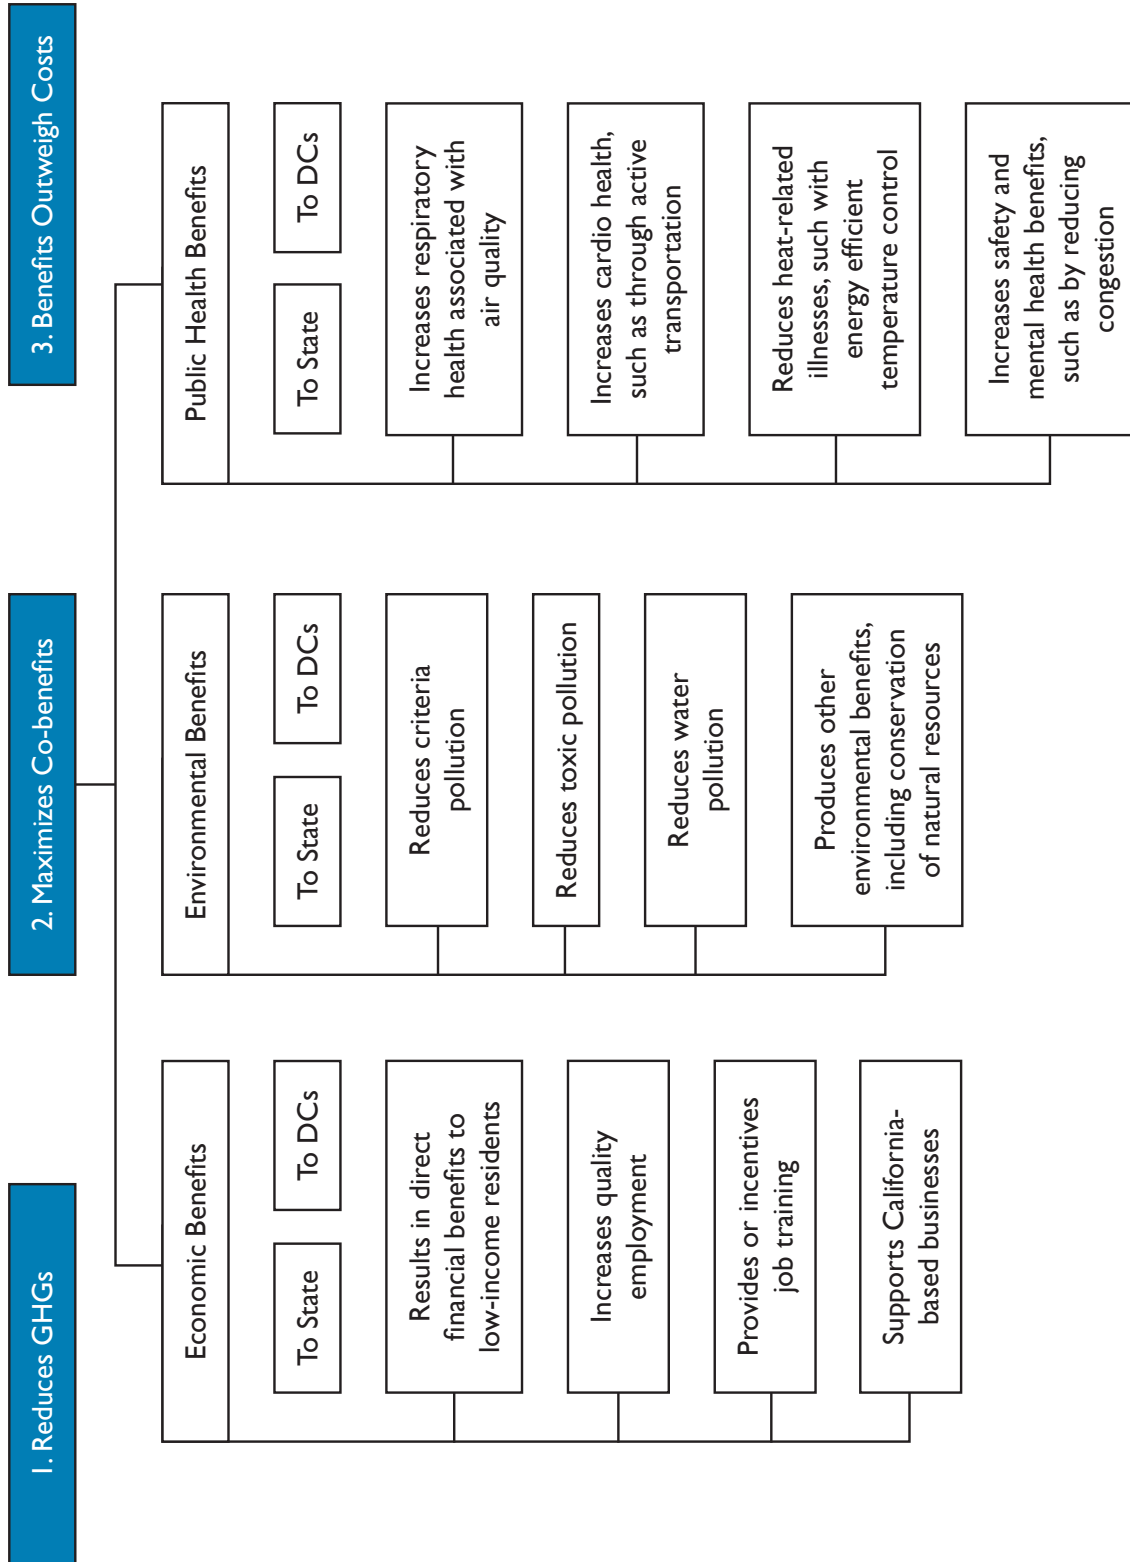 1. Reduces GHGs
2. Maximizes Co-benefits
3. Benefits Outweigh Costs
Economic Benefits
To State
To DCs
Results in direct
financial benefits to
low-income residents
Increases quality
employment
Provides or incentives
job training
Supports California-
based businesses
Environmental Benefits
To State
To DCs
Reduces criteria
pollution
Reduces toxic pollution
Reduces water
pollution
Produces other
environmental benefits,
including conservation
of natural resources
Public Health Benefits
To State
To DCs
Increases respiratory
health associated with
air quality
Increases cardio health,
such as through active
transportation
Reduces heat-related
illnesses, such with
energy efficient
temperature control
Increases safety and
mental health benefits,
such as by reducing
congestion